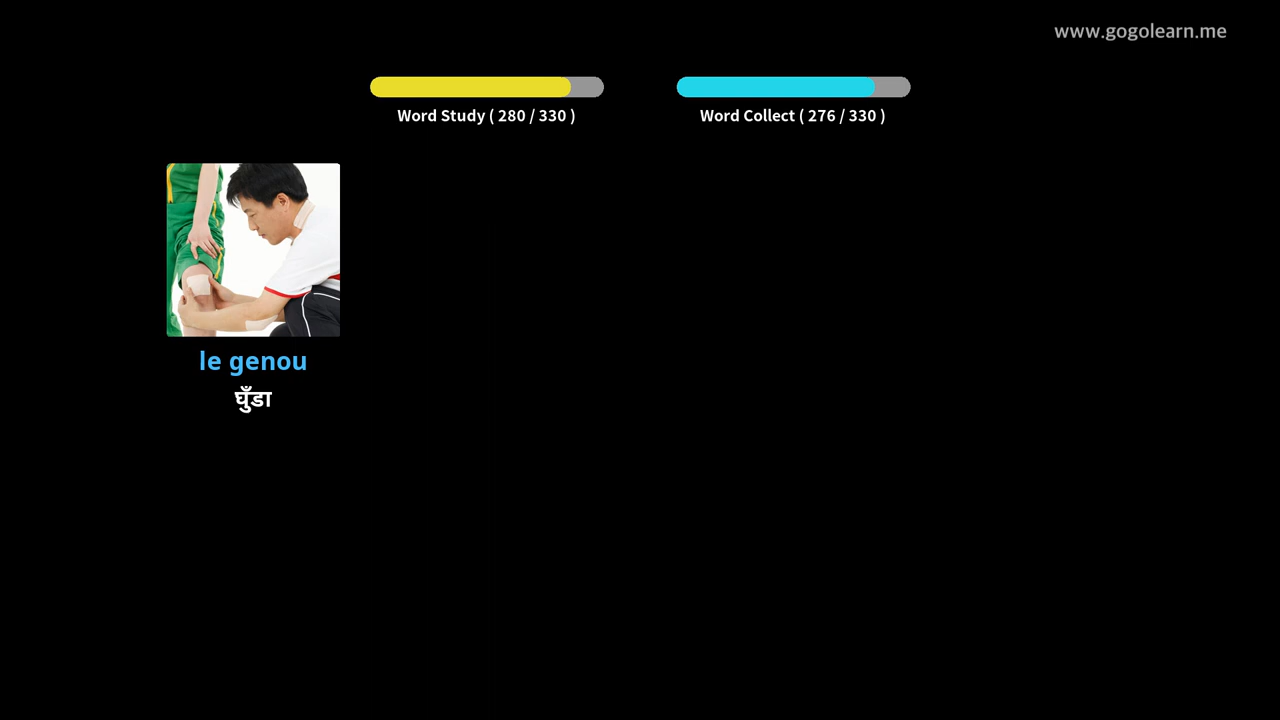 www.gogolearn.me
Word Study ( 280 / 330 )
Word Collect ( 276 / 330 )
le genou
घुँडा